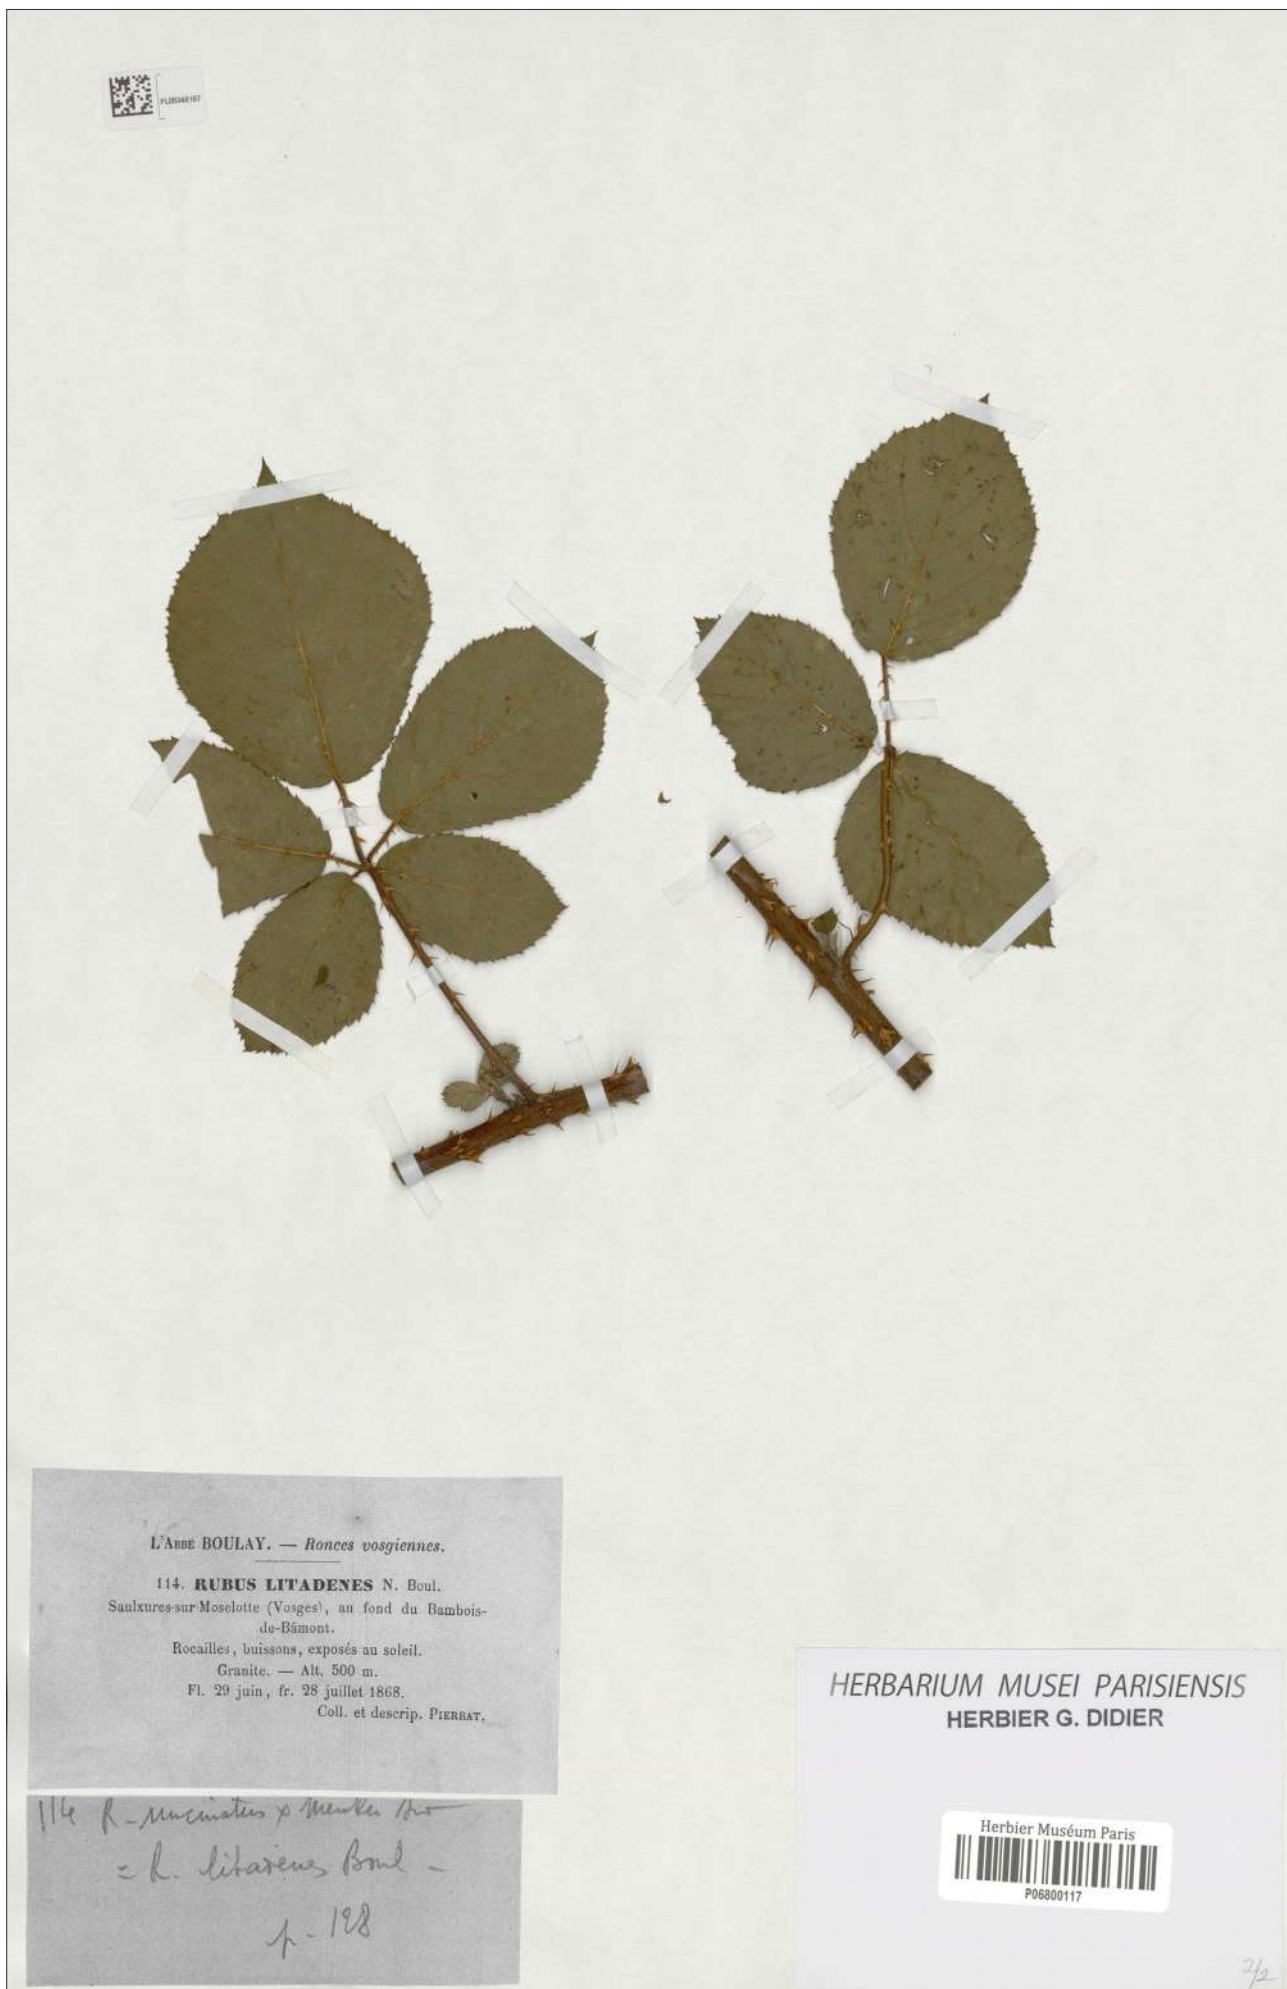 PL05348107
L'ABBÉ BOULAY. — Ronces vosgiennes.
114. RUBUS LITADENES N. Boul.
Saulxures-sur Moselotte (Vosges), au fond du Bambois-
de-Bâmont.
Rocailles, buissons, exposés au soleil.
Granite. — Alt. 500 m.
Fl. 29 juin, fr. 28 juillet 1868.
Coll. et descrip. PIERRAT.
114 R - uncinatus x
= R. litadenes Boul -
p - 128
HERBARIUM MUSEI PARISIENSIS
HERBIER G. DIDIER
Herbier Muséum Paris
P06800117
2/2